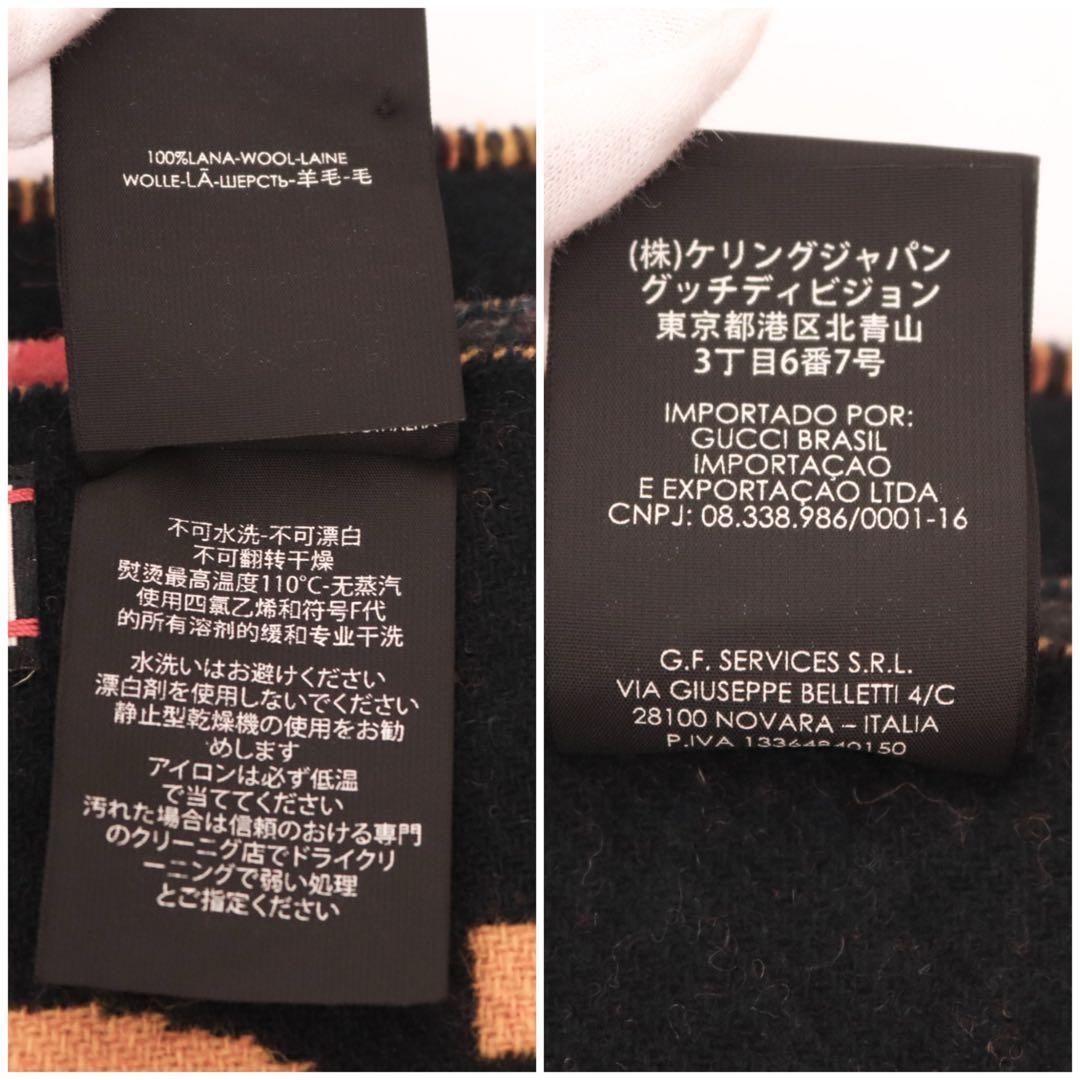 100%LANA-WOOL-LAINE
WOLLE-LÃ-ШЕРСТЬ-羊毛-毛
不可水洗-不可漂白
不可翻转干燥
熨烫最高温度110°C-无蒸汽
使用四氯乙烯和符号F代
的所有溶剂的缓和专业干洗
水洗いはお避けください
漂白剤を使用しないでください
静止型乾燥機の使用をお勧
めします
アイロンは必ず低温
で当ててください
汚れた場合は信頼のおける専門
のクリーニング店でドライクリ
ーニングで弱い処理
とご指定ください
(株)ケリングジャパン
グッチディビジョン
東京都港区北青山
3丁目6番7号
IMPORTADO POR:
GUCCI BRASIL
IMPORTAÇAO
E EXPORTAÇAO LTDA
CNPJ: 08.338.986/0001-16
G.F. SERVICES S.R.L.
VIA GIUSEPPE BELLETTI 4/C
28100 NOVARA – ITALIA
P.IVA